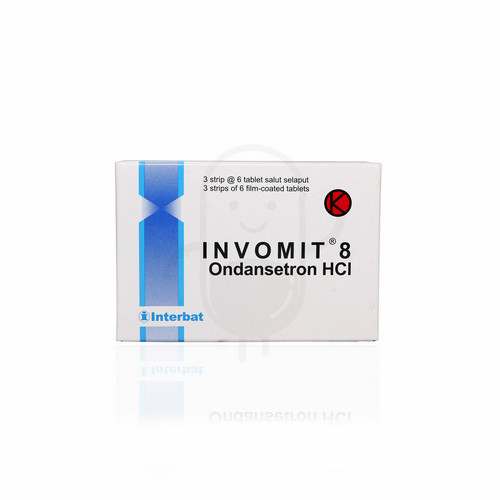 3 strip @ 6 tablet salut selaput
3 strips of 6 film-coated tablets
K
INVOMIT® 8
Ondansetron HCl
Interbat